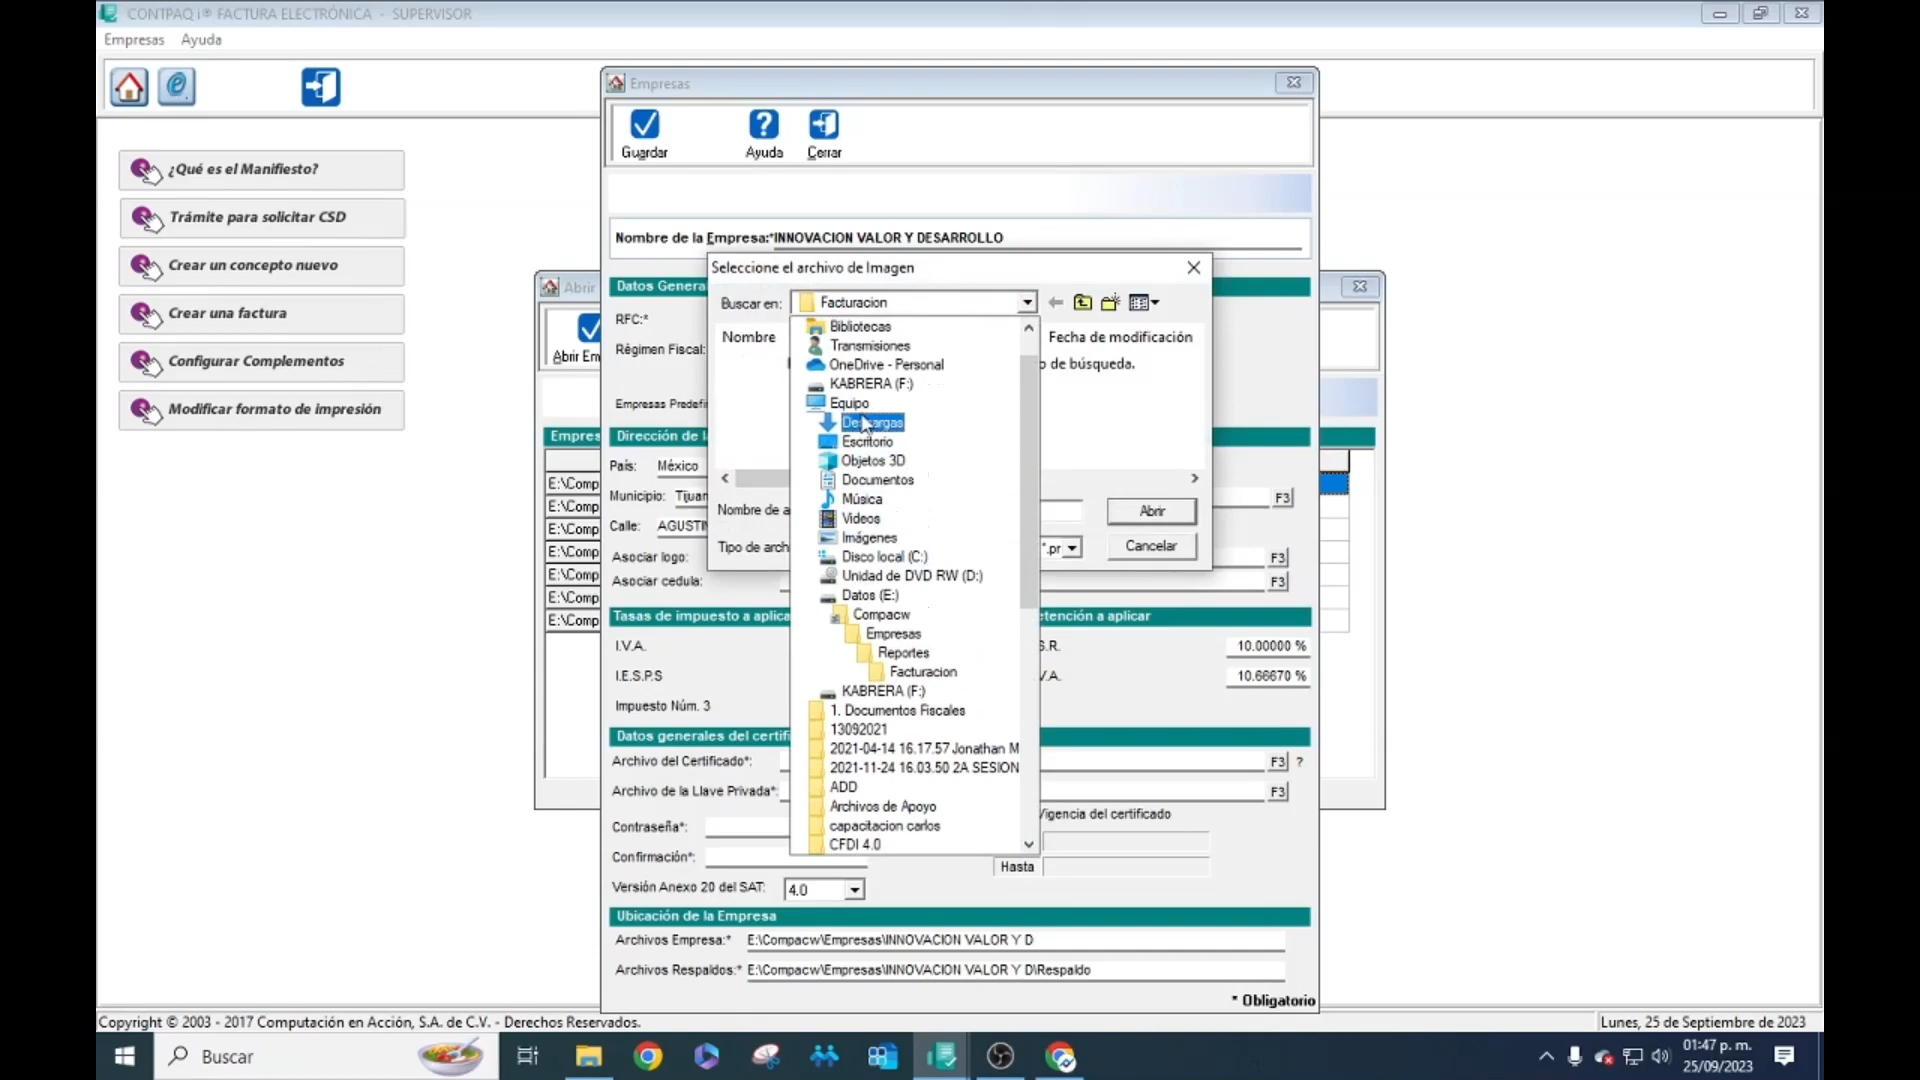 CONTPAQ i® FACTURA ELECTRÓNICA - SUPERVISOR
Empresas Ayuda
¿Qué es el Manifiesto?
Trámite para solicitar CSD
Crear un concepto nuevo
Crear una factura
Configurar Complementos
Modificar formato de impresión
Empresas
Guardar Ayuda Cerrar
Nombre de la Empresa:*INNOVACION VALOR Y DESARROLLO
Abrir
Abrir Em
Empres
E:\Comp
E:\Comp
E:\Comp
E:\Comp
E:\Comp
E:\Comp
E:\Comp
Datos General
RFC:*
Régimen Fiscal:
Empresas Predefi
Dirección de l
País: México
Municipio: Tijuan
F3
Calle: AGUSTI
Asociar logo:
F3
Asociar cedula:
F3
Seleccione el archivo de Imagen
Buscar en: Facturacion
Nombre
Fecha de modificación
o de búsqueda.
Nombre de a
Abrir
Tipo de arch
*.pr
Cancelar
Bibliotecas
Transmisiones
OneDrive - Personal
KABRERA (F:)
Equipo
Descargas
Escritorio
Objetos 3D
Documentos
Música
Videos
Imágenes
Disco local (C:)
Unidad de DVD RW (D:)
Datos (E:)
Compacw
Empresas
Reportes
Facturacion
KABRERA (F:)
1. Documentos Fiscales
13092021
2021-04-14 16.17.57 Jonathan M
2021-11-24 16.03.50 2A SESION
ADD
Archivos de Apoyo
capacitacion carlos
CFDI 4.0
Tasas de impuesto a aplica
etención a aplicar
I.V.A.
S.R. 10.00000 %
I.E.S.P.S
V.A. 10.66670 %
Impuesto Núm. 3
Datos generales del certifi
Archivo del Certificado*:
F3 ?
Archivo de la Llave Privada*:
F3
Vigencia del certificado
Contraseña*:
Confirmación*:
Hasta
Versión Anexo 20 del SAT: 4.0
Ubicación de la Empresa
Archivos Empresa:* E:\Compacw\Empresas\INNOVACION VALOR Y D
Archivos Respaldos:* E:\Compacw\Empresas\INNOVACION VALOR Y D\Respaldo
* Obligatorio
Copyright © 2003 - 2017 Computación en Acción, S.A. de C.V. - Derechos Reservados.
Lunes, 25 de Septiembre de 2023
Buscar
01:47 p. m.
25/09/2023